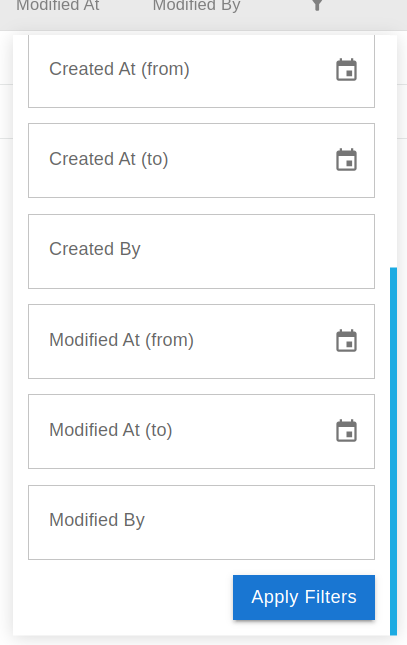 Modified At Modified By
Created At (from)
Created At (to)
Created By
Modified At (from)
Modified At (to)
Modified By
Apply Filters